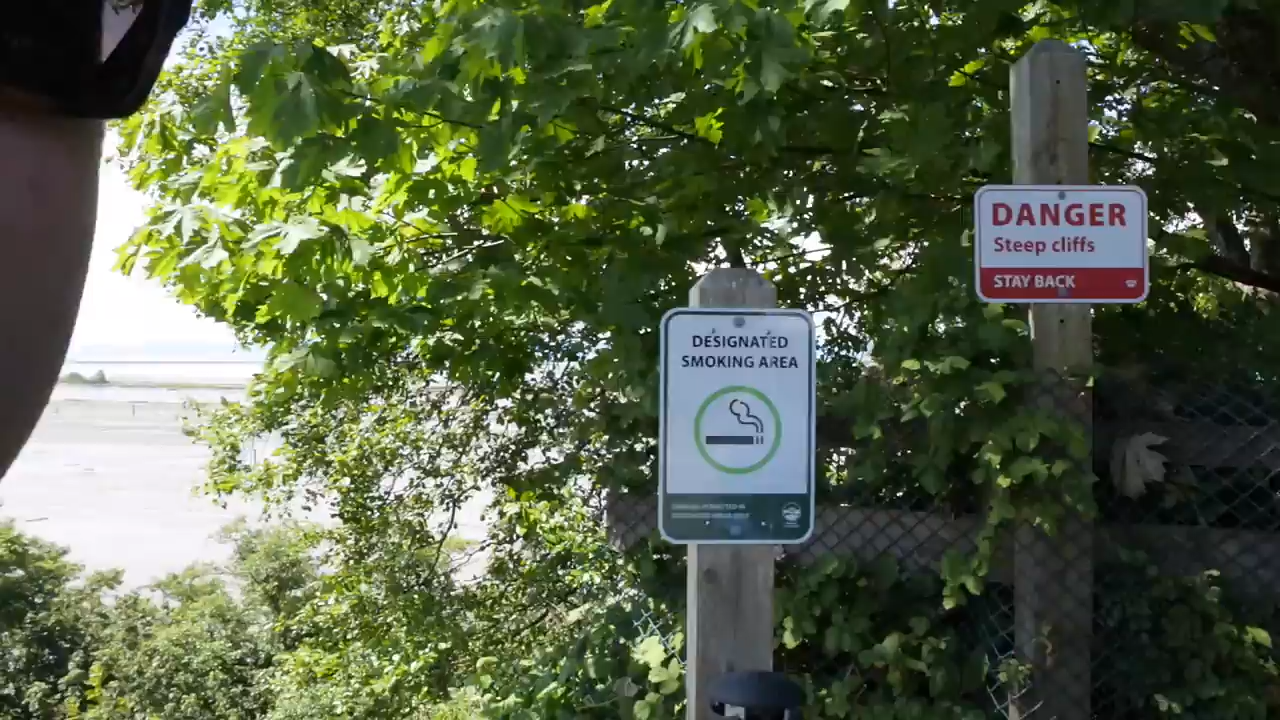 DANGER
Steep cliffs
STAY BACK
DESIGNATED
SMOKING AREA